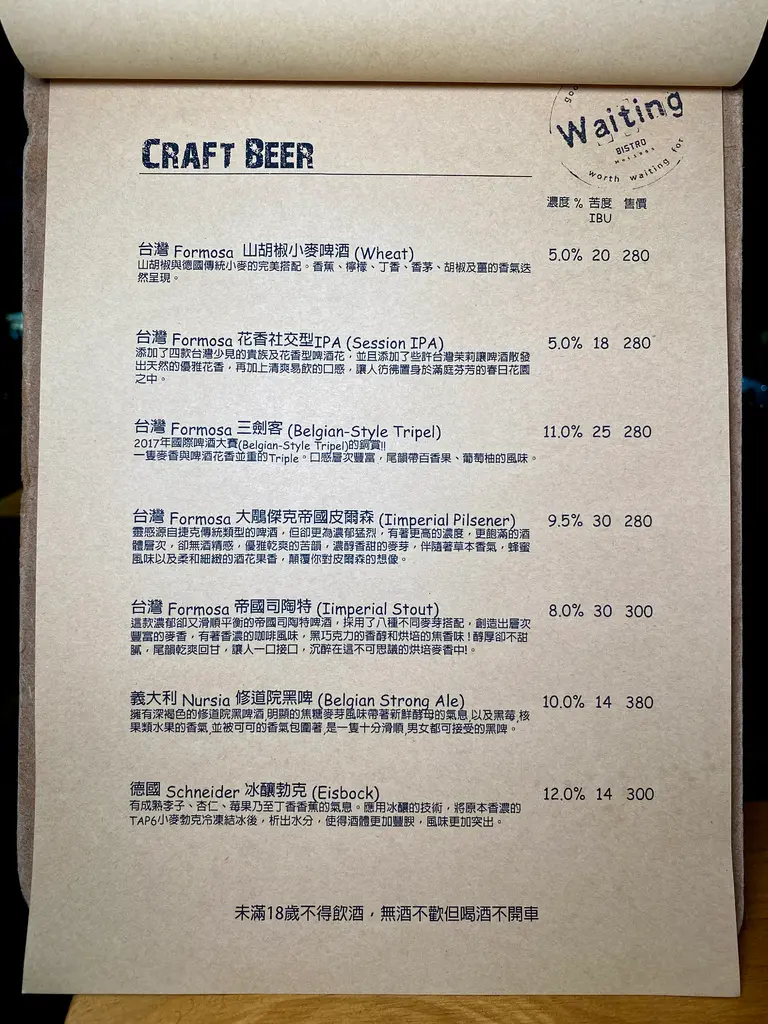 goo
Waiting
BISTRO
worth waiting for
CRAFT BEER
濃度 % 苦度 售價
IBU
台灣 Formosa 山胡椒小麥啤酒 (Wheat) 5.0% 20 280
山胡椒與德國傳統小麥的完美搭配。香蕉、檸檬、丁香、香茅、胡椒及薑的香氣迭
然呈現。
台灣 Formosa 花香社交型IPA (Session IPA) 5.0% 18 280
添加了四款台灣少見的貴族及花香型啤酒花，並且添加了些許台灣茉莉讓啤酒散發
出天然的優雅花香，再加上清爽易飲的口感，讓人彷彿置身於滿庭芬芳的春日花園
之中。
台灣 Formosa 三劍客 (Belgian-Style Tripel) 11.0% 25 280
2017年國際啤酒大賽(Belgian-Style Tripel)的銅賞!!
一隻麥香與啤酒花香並重的Triple。口感層次豐富，尾韻帶百香果、葡萄柚的風味。
台灣 Formosa 大鵰傑克帝國皮爾森 (Iimperial Pilsener) 9.5% 30 280
靈感源自捷克傳統類型的啤酒，但卻更為濃郁猛烈，有著更高的濃度，更飽滿的酒
體層次，卻無酒精感，優雅乾爽的苦韻，濃醇香甜的麥芽，伴隨著草本香氣，蜂蜜
風味以及柔和細緻的酒花果香，顛覆你對皮爾森的想像。
台灣 Formosa 帝國司陶特 (Iimperial Stout) 8.0% 30 300
這款濃郁卻又滑順平衡的帝國司陶特啤酒，採用了八種不同麥芽搭配，創造出層次
豐富的麥香，有著香濃的咖啡風味，黑巧克力的香醇和烘培的焦香味！醇厚卻不甜
膩，尾韻乾爽回甘，讓人一口接口，沉醉在這不可思議的烘培麥香中!。
義大利 Nursia 修道院黑啤 (Belgian Strong Ale) 10.0% 14 380
擁有深褐色的修道院黑啤酒,明顯的焦糖麥芽風味帶著新鮮酵母的氣息,以及黑莓,核
果類水果的香氣,並被可可的香氣包圍著,是一隻十分滑順,男女都可接受的黑啤。
德國 Schneider 冰釀勃克 (Eisbock) 12.0% 14 300
有成熟李子、杏仁、莓果乃至丁香香蕉的氣息。應用冰釀的技術，將原本香濃的
TAP6小麥勃克冷凍結冰後，析出水分，使得酒體更加豐腴，風味更加突出。
未滿18歲不得飲酒，無酒不歡但喝酒不開車